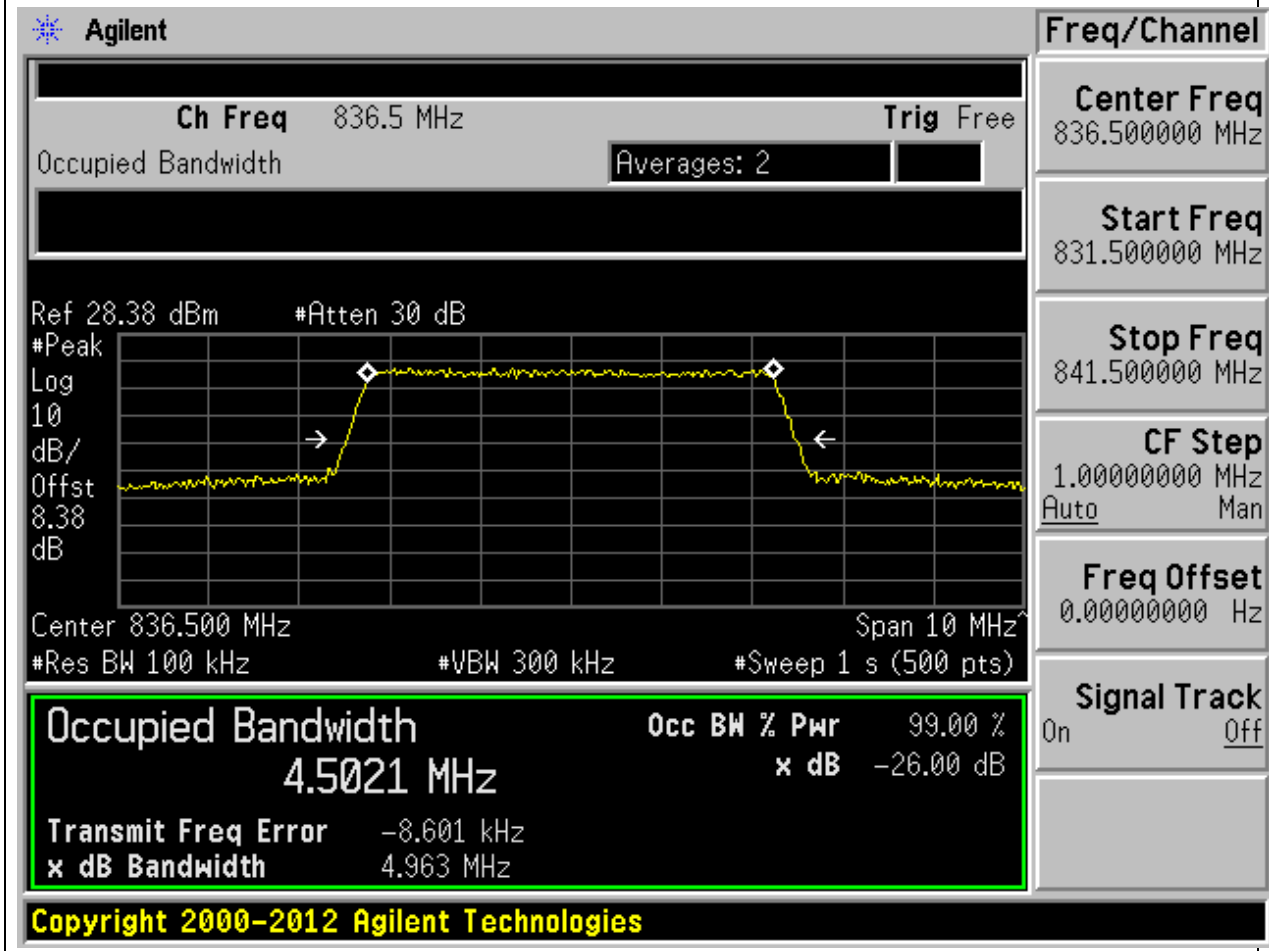 Agilent
Freq/Channel
Ch Freq 836.5 MHz Trig Free
Occupied Bandwidth Averages: 2
Ref 28.38 dBm #Atten 30 dB
#Peak
Log
10
dB/
Offst
8.38
dB
Center 836.500 MHz Span 10 MHz^
#Res BW 100 kHz #VBW 300 kHz #Sweep 1 s (500 pts)
Occupied Bandwidth
4.5021 MHz
Occ BW % Pwr 99.00 %
x dB -26.00 dB
Transmit Freq Error -8.601 kHz
x dB Bandwidth 4.963 MHz
Center Freq
836.500000 MHz
Start Freq
831.500000 MHz
Stop Freq
841.500000 MHz
CF Step
1.00000000 MHz
Auto Man
Freq Offset
0.00000000 Hz
Signal Track
On Off
Copyright 2000-2012 Agilent Technologies